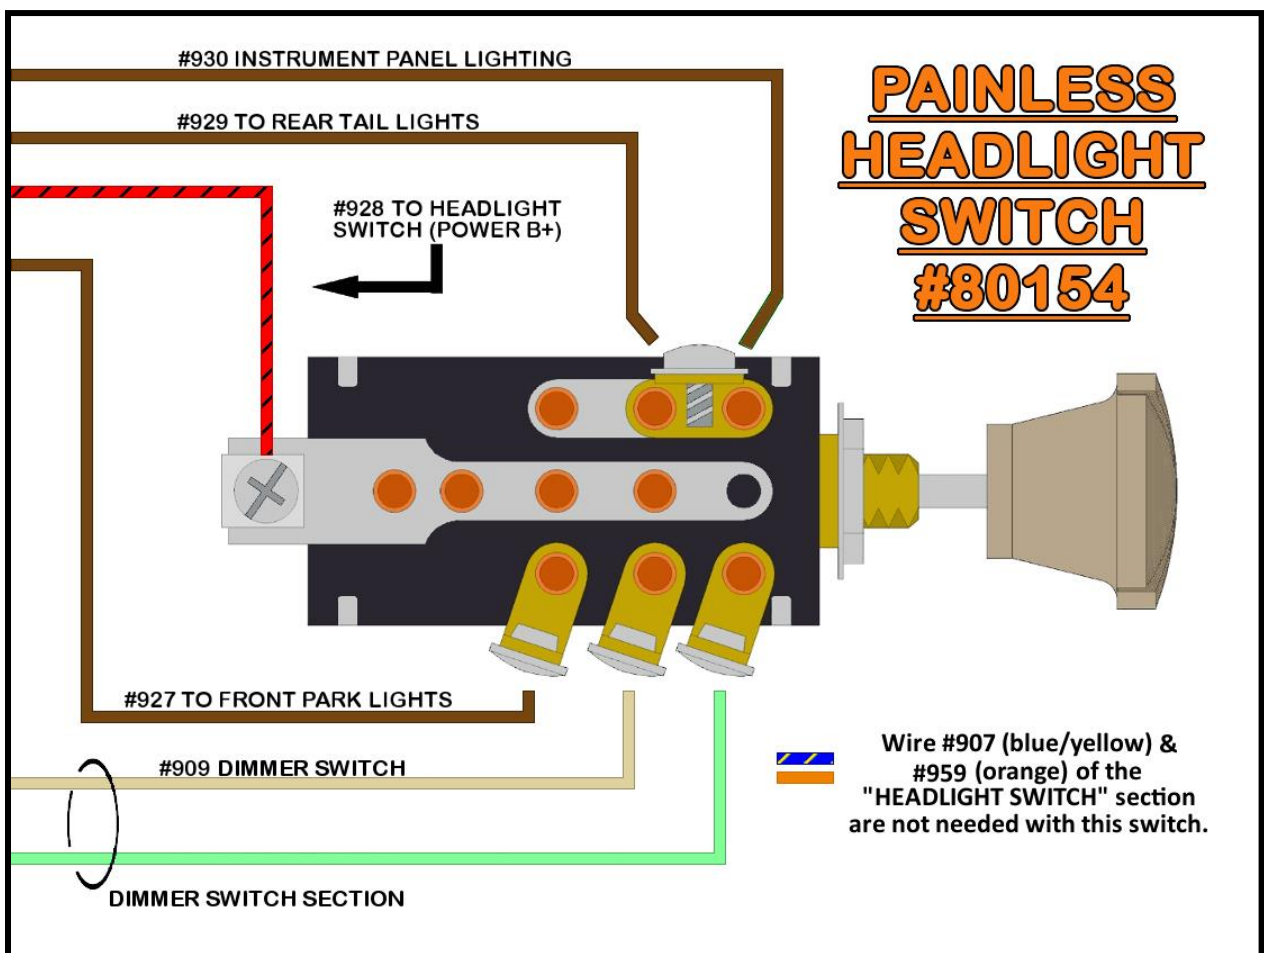 #930 INSTRUMENT PANEL LIGHTING
#929 TO REAR TAIL LIGHTS
#928 TO HEADLIGHT
SWITCH (POWER B+)
PAINLESS
HEADLIGHT
SWITCH
#80154
#927 TO FRONT PARK LIGHTS
#909 DIMMER SWITCH
DIMMER SWITCH SECTION
Wire #907 (blue/yellow) &
#959 (orange) of the
"HEADLIGHT SWITCH" section
are not needed with this switch.